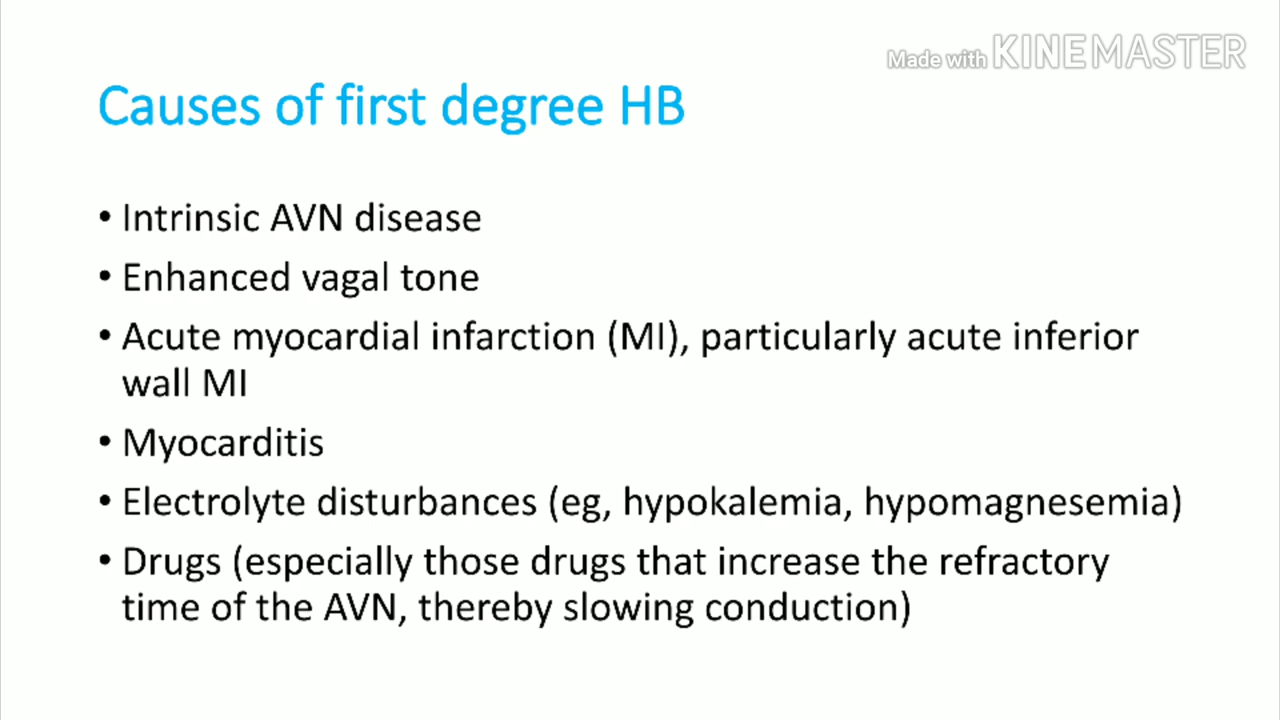 Made with KINEMASTER
Causes of first degree HB
• Intrinsic AVN disease
• Enhanced vagal tone
• Acute myocardial infarction (MI), particularly acute inferior
wall MI
• Myocarditis
• Electrolyte disturbances (eg, hypokalemia, hypomagnesemia)
• Drugs (especially those drugs that increase the refractory
time of the AVN, thereby slowing conduction)